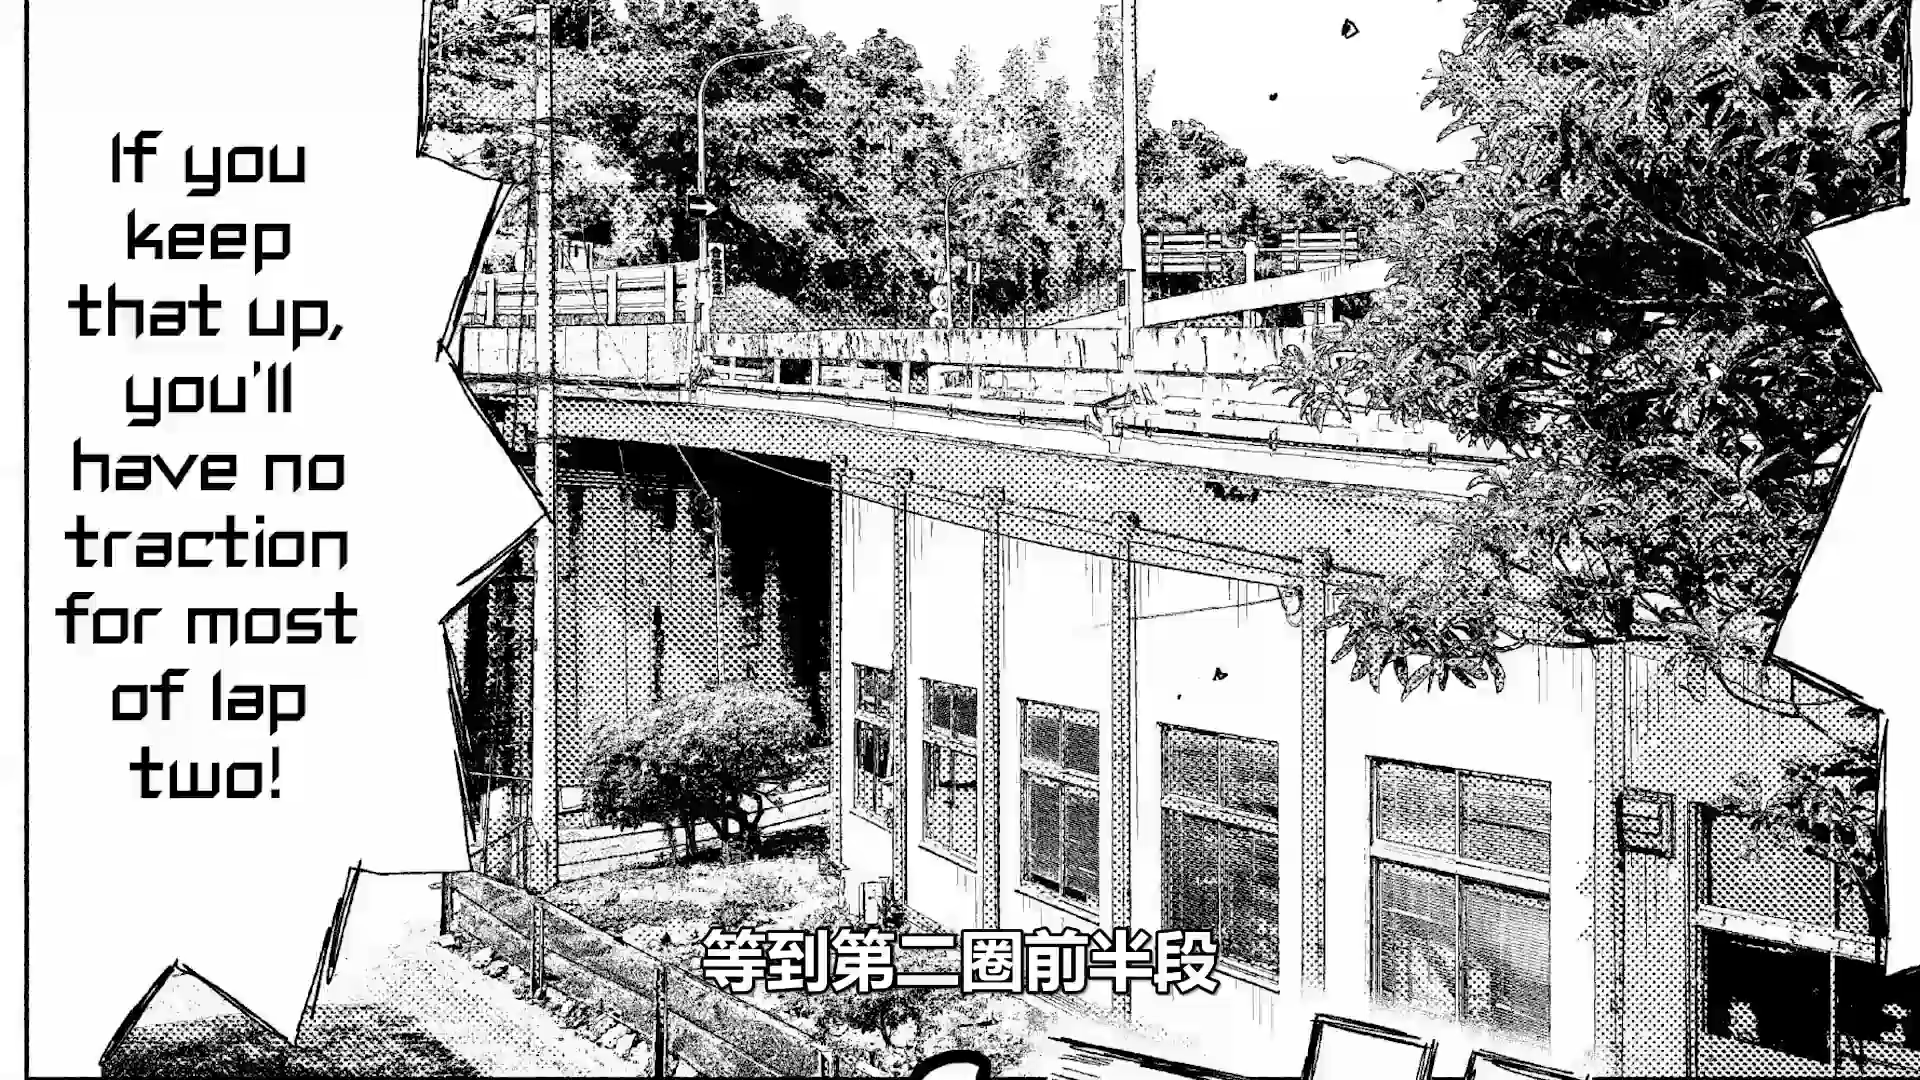 If you
keep
that up,
you'll
have no
traction
for most
of lap
two!
等到第二圈前半段